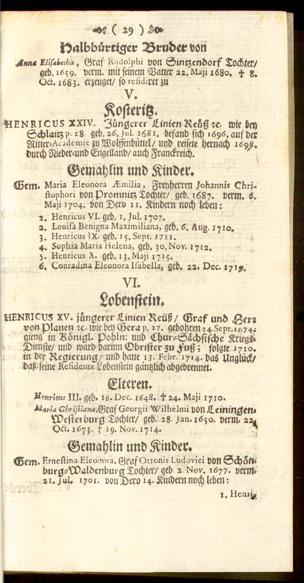 ( 29 )
Halbbürtiger Bruder von
Anna Elisabetha, Graf Rudolphi von Sintzendorf Tochter/
geb. 1659. verm. mit seinem Vatter 22. Maji 1680. † 8.
Oct. 1683. erzeuget/ so residiret zu
V.
Kosteritz.
HENRICUS XXIV. Jüngerer Linien Reüß ꝛc. wie bey
Schlaitz p. 28 geb. 26. Jul. 1681. befand sich 1696. auf der
Ritter-Academie zu Wolffenbüttel/ und reisete hernach 1698.
durch Nieder-und Engelland/ auch Franckreich.
Gemahlin und Kinder.
Gem. Maria Eleonora Æmilia, Freyherren Johannis Chri-
stophori von Promnitz Tochter/ geb. 1687. verm. 6.
Maji 1704. von Dero 11. Kindern noch leben:
1. Henricus VI. geb. 1, Jul. 1707.
2. Louisa Benigna Maximiliana, geb. 6. Aug. 1710.
3. Henricus IX. geb. 15. Sept. 1711.
4. Sophia Maria Helena, geb. 30. Nov. 1712.
5. Henricus X. geb. 13. Maji 1715.
6. Conradina Eleonora Isabella, geb. 22. Dec.
VI.
Lobenstein.
HENRICUS XV. jüngerer Linien Reüß/ Graf und Herr
von Plauen ꝛc. wie bey Gera p. 27. gebohren 24. Sept. 1674.
gieng in Königl. Pohln: und Chur-Sächsische Kriegs-
Dienste/ und ward darinn Obrister zu Fuß; folgte 1710.
in der Regierung/ und hatte 13. Febr. 1714. das Unglück/
daß seine Residentz Lobenstein gäntzlich abgebrennet.
Elteren.
Henricus III. geb. 16. Dec. 1648. † 24. Maji 1710.
Maria Christiana, Graf Georgii Wilhelmi von Leiningen-
Westerburg Tochter/ geb. 28. Jan. 1650. verm. 22.
Oct. 1673. † 19. Nov. 1714.
Gemahlin und Kinder.
Gem. Ernestina Eleonora, Graf Ottonis Ludovici von Schön-
burg-Waldenburg Tochter/ geb 2. Nov. 1677. verm.
21. Jul. 1701. von Dero 14. Kindern noch leben:
1. Henri-